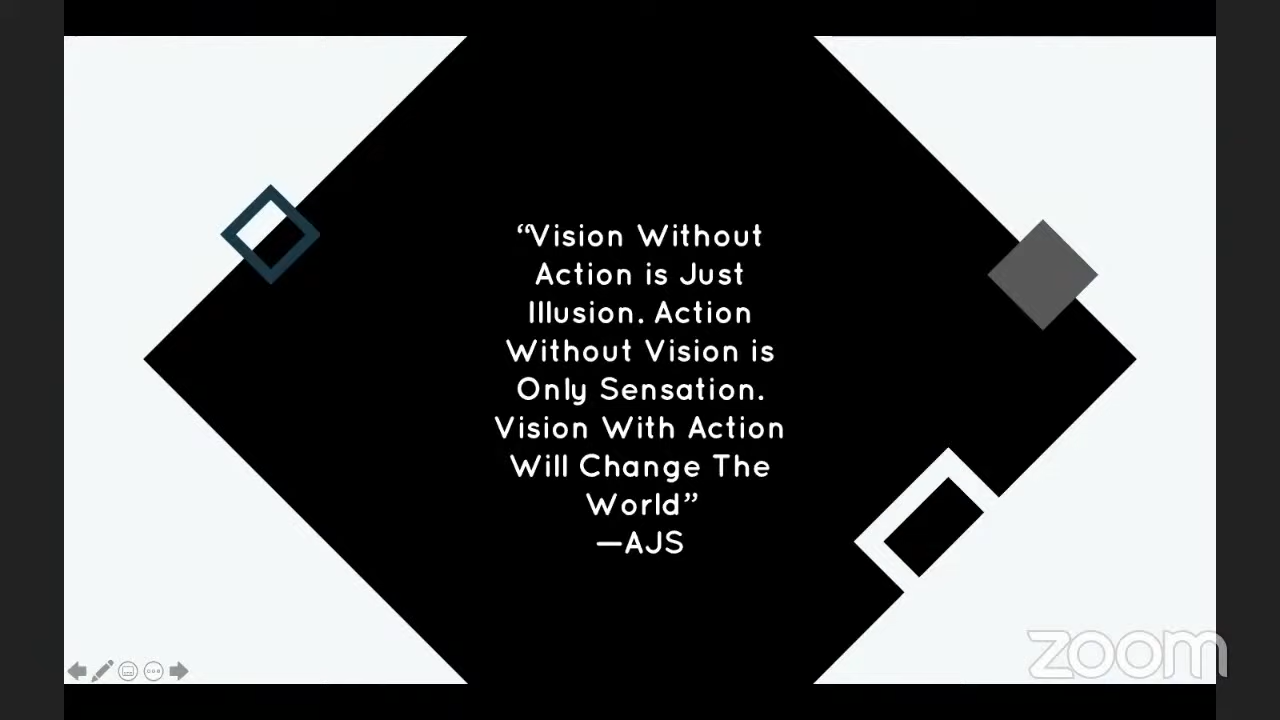 “Vision Without
Action is Just
Illusion. Action
Without Vision is
Only Sensation.
Vision With Action
Will Change The
World”
—AJS
zoom